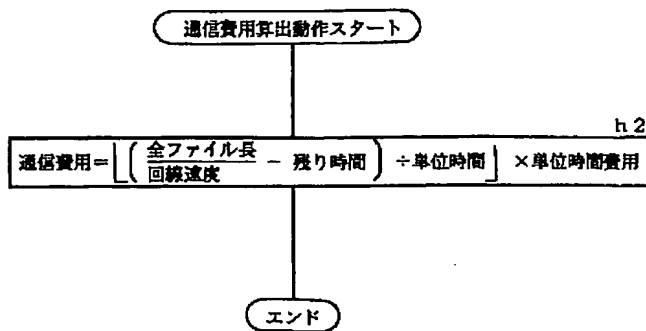 通信費用算出動作スタート
h 2
通信費用=⌊(全ファイル長/回線速度 − 残り時間) ÷単位時間⌋ ×単位時間費用
エンド